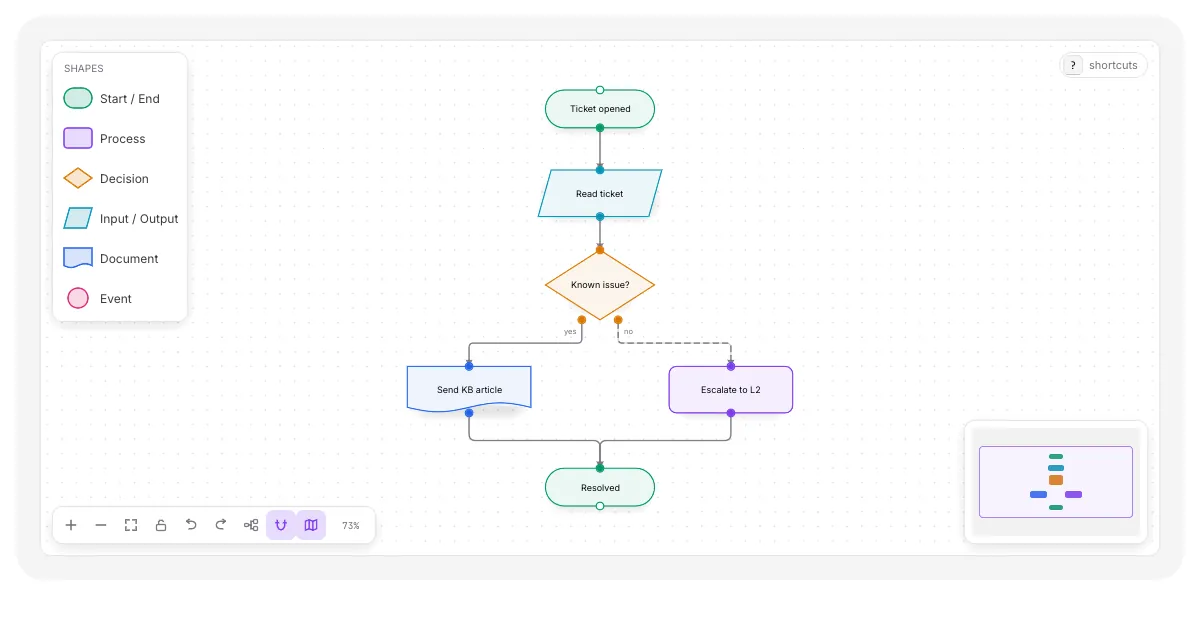 SHAPES
Start / End
Process
Decision
Input / Output
Document
Event
? shortcuts
Ticket opened
Read ticket
Known issue?
yes
no
Send KB article
Escalate to L2
Resolved
73%